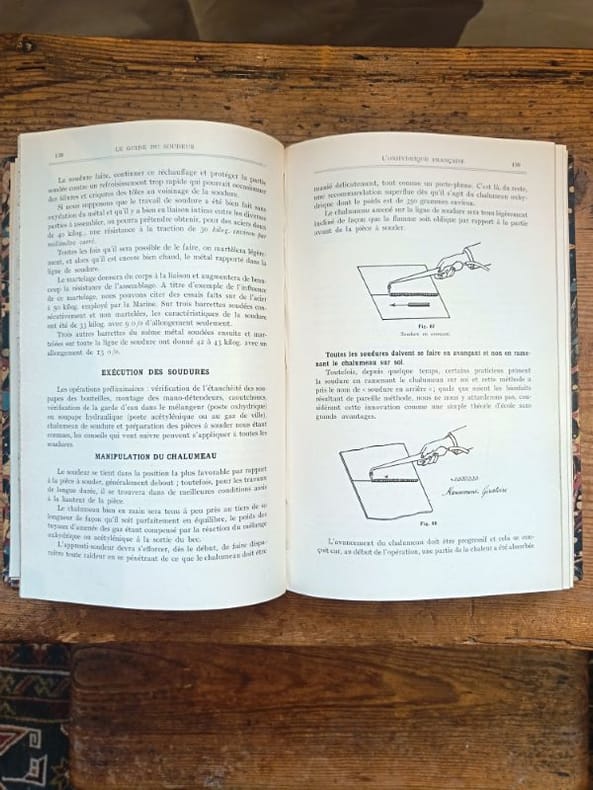 138 LE GUIDE DU SOUDEUR
La soudure faite, continuer ce réchauffage et protéger la partie
soudée contre un refroidissement trop rapide qui pourrait occasionner
des fêlures et criques des tôles au voisinage de la soudure.
Si nous supposons que le travail de soudure a été bien fait sans
oxydation du métal et qu'il y a bien eu liaison intime entre les diverses
parties à assembler, on pourra prétendre obtenir, pour des aciers doux
de 40 kilog., une résistance à la traction de 30 kilog. environ par
millimètre carré.
Toutes les fois qu'il sera possible de le faire, on martèlera légère-
ment, et alors qu'il est encore bien chaud, le métal rapporté dans la
ligne de soudure.
Le martelage donnera du corps à la liaison et augmentera de beau-
coup la résistance de l'assemblage. A titre d'exemple de l'influence
de ce martelage, nous pouvons citer des essais faits sur de l'acier
à 50 kilog. employé par la Marine. Sur trois barrettes soudées con-
sécutivement et non martelées, les caractéristiques de la soudure
ont été de 33 kilog. avec 9 0/0 d'allongement seulement.
Trois autres barrettes du même métal soudées ensuite et mar-
telées sur toute la ligne de soudure ont donné 42 à 43 kilog. avec un
allongement de 15 0/0.
EXÉCUTION DES SOUDURES
Les opérations préliminaires : vérification de l'étanchéité des sou-
papes des bouteilles, montage des mano-détendeurs, caoutchoucs,
vérification de la garde d'eau dans le mélangeur (poste oxhydrique)
ou soupape hydraulique (poste acétylénique ou au gaz de ville),
chalumeau de soudure et préparation des pièces à souder nous étant
connues, les conseils qui vont suivre peuvent s'appliquer à toutes les
soudures.
MANIPULATION DU CHALUMEAU
Le soudeur se tient dans la position la plus favorable par rapport
à la pièce à souder, généralement debout ; toutefois, pour les travaux
de longue durée, il se trouvera dans de meilleures conditions assis
à la hauteur de la pièce.
Le chalumeau bien en main sera tenu à peu près au tiers de sa
longueur de façon qu'il soit parfaitement en équilibre, le poids des
tuyaux d'amenée des gaz étant compensé par la réaction du mélange
oxhydrique ou acétylénique à la sortie du bec.
L'apprenti-soudeur devra s'efforcer, dès le début, de faire dispa-
raître toute raideur en se pénétrant de ce que le chalumeau doit être
L'OXHYDRIQUE FRANÇAISE 139
manié délicatement, tout comme un porte-plume. C'est là, du reste,
une recommandation superflue dès qu'il s'agit du chalumeau oxhy-
drique dont le poids est de 350 grammes environ.
Le chalumeau amené sur la ligne de soudure sera tenu légèrement
incliné de façon que la flamme soit oblique par rapport à la partie
avant de la pièce à souder.
Fig. 67
Soudure en avançant.
Toutes les soudures doivent se faire en avançant et non en rame-
nant le chalumeau sur soi.
Toutefois, depuis quelque temps, certains praticiens prônent
la soudure en ramenant le chalumeau sur soi et cette méthode a
pris le nom de « soudure en arrière » ; quels que soient les bienfaits
résultant de pareille méthode, nous ne nous y attarderons pas, con-
sidérant cette innovation comme une simple théorie d'école sans
grands avantages.
Mouvement Giratoire
Fig. 68
L'avancement du chalumeau doit être progressif et cela se con-
çoit car, au début de l'opération, une partie de la chaleur a été absorbée